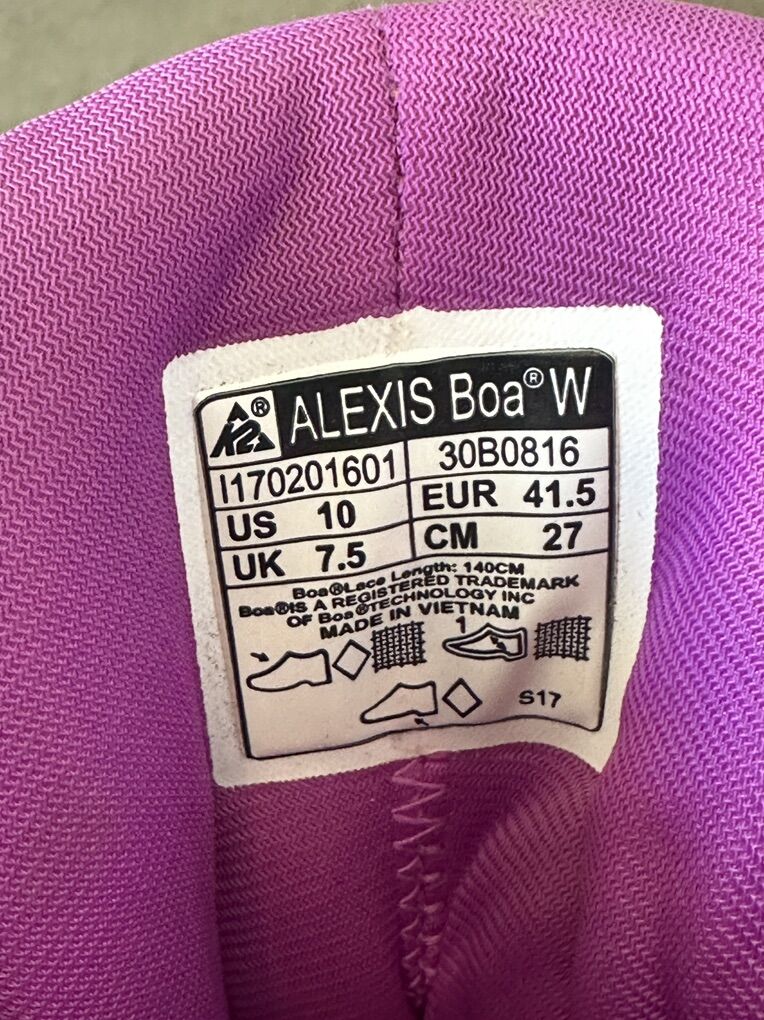 K2® ALEXIS Boa® W
I170201601 30B0816
US 10 EUR 41.5
UK 7.5 CM 27
Boa®Lace Length: 140CM
Boa®IS A REGISTERED TRADEMARK
OF Boa®TECHNOLOGY INC
MADE IN VIETNAM
1
S17